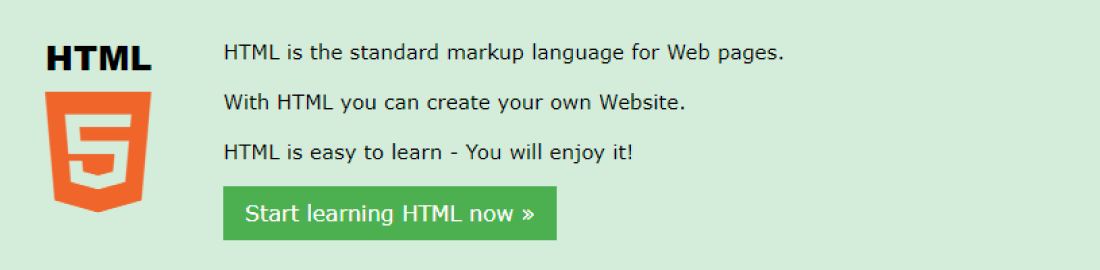 HTML
5
HTML is the standard markup language for Web pages.
With HTML you can create your own Website.
HTML is easy to learn - You will enjoy it!
Start learning HTML now »